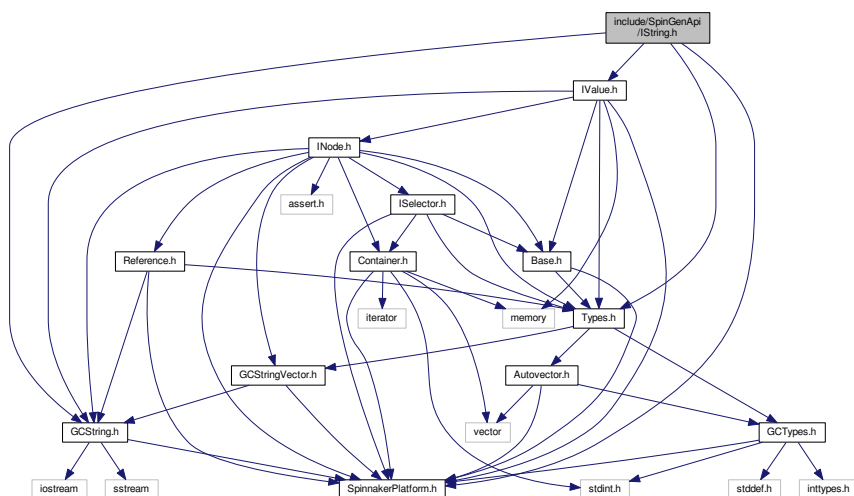 include/SpinGenApi
/IString.h
IValue.h
INode.h
assert.h
ISelector.h
Reference.h
Container.h
Base.h
iterator
memory
Types.h
GCStringVector.h
Autovector.h
GCString.h
vector
GCTypes.h
iostream
sstream
SpinnakerPlatform.h
stdint.h
stddef.h
inttypes.h